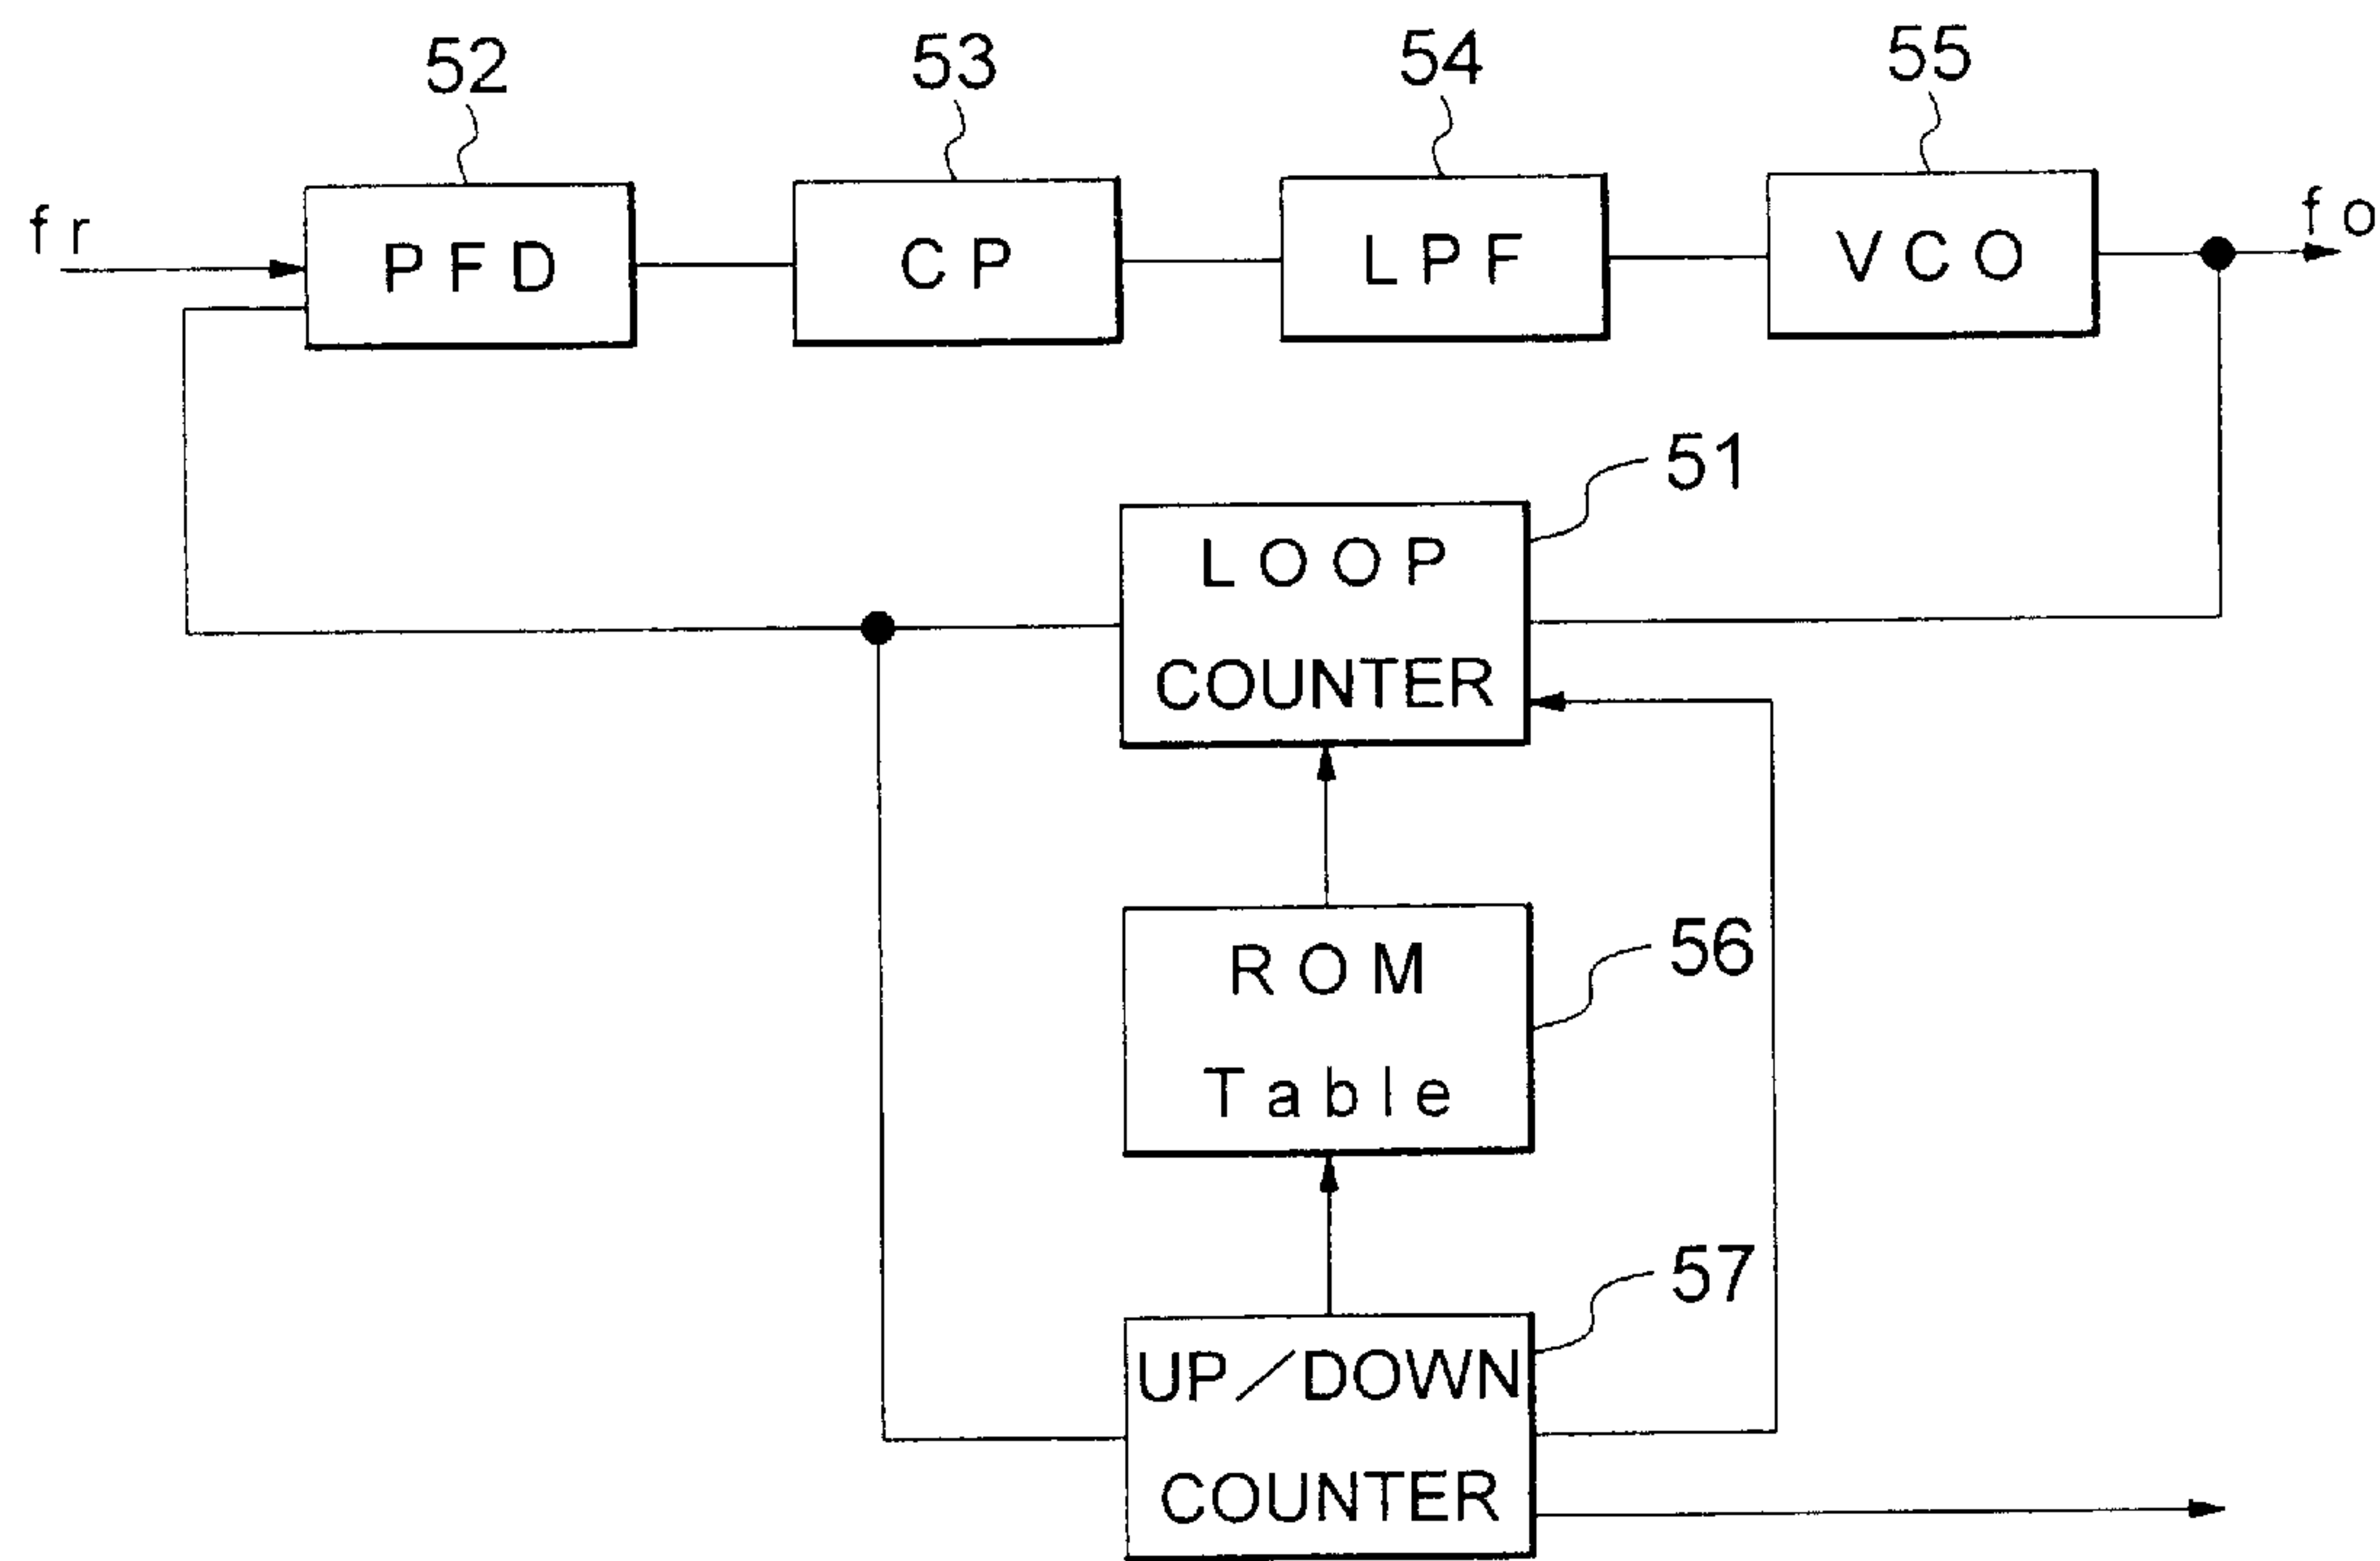 52
53
54
55
fr
PFD
CP
LPF
VCO
fo
51
LOOP
COUNTER
56
ROM
Table
57
UP/DOWN
COUNTER